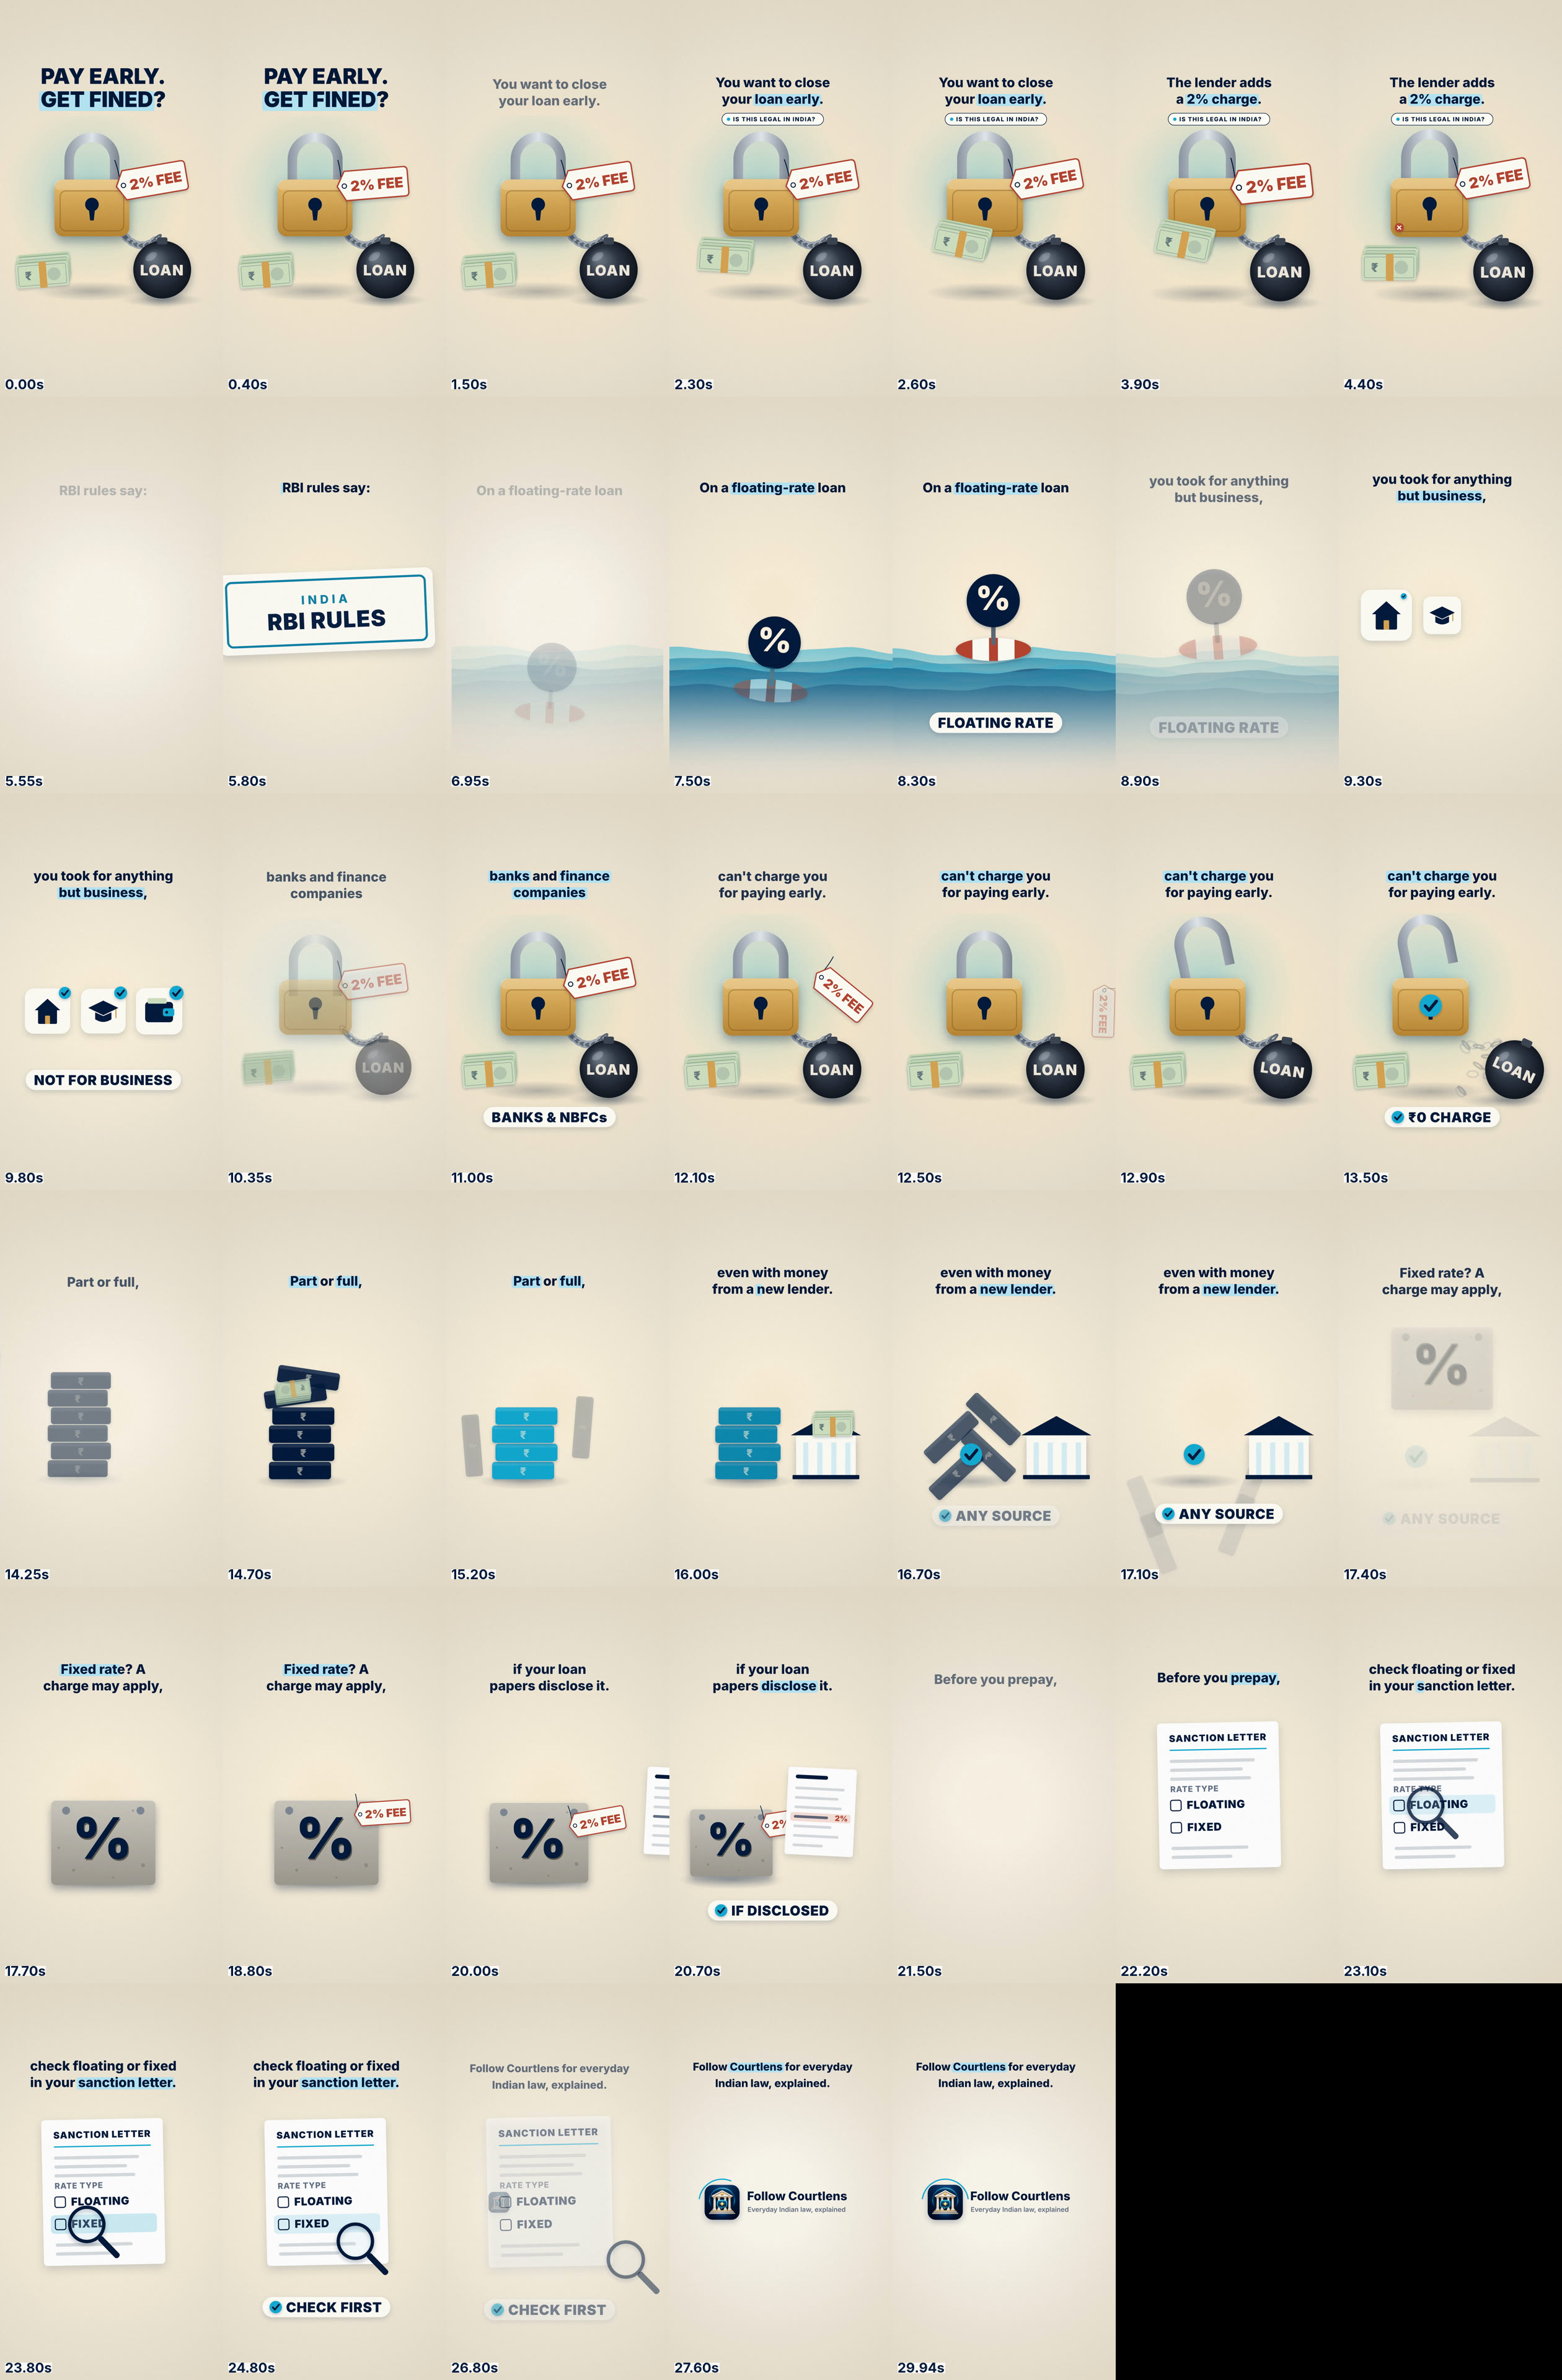 PAY EARLY.
GET FINED?
2% FEE
₹
LOAN
0.00s
PAY EARLY.
GET FINED?
2% FEE
₹
LOAN
0.40s
You want to close
your loan early.
2% FEE
₹
LOAN
1.50s
You want to close
your loan early.
IS THIS LEGAL IN INDIA?
2% FEE
₹
LOAN
2.30s
You want to close
your loan early.
IS THIS LEGAL IN INDIA?
2% FEE
₹
LOAN
2.60s
The lender adds
a 2% charge.
IS THIS LEGAL IN INDIA?
2% FEE
₹
LOAN
3.90s
The lender adds
a 2% charge.
IS THIS LEGAL IN INDIA?
2% FEE
₹
LOAN
4.40s
RBI rules say:
5.55s
RBI rules say:
INDIA
RBI RULES
5.80s
On a floating-rate loan
%
6.95s
On a floating-rate loan
%
7.50s
On a floating-rate loan
%
FLOATING RATE
8.30s
you took for anything
but business,
%
FLOATING RATE
8.90s
you took for anything
but business,
9.30s
you took for anything
but business,
NOT FOR BUSINESS
9.80s
banks and finance
companies
2% FEE
₹
LOAN
10.35s
banks and finance
companies
2% FEE
₹
LOAN
BANKS & NBFCs
11.00s
can't charge you
for paying early.
2% FEE
₹
LOAN
12.10s
can't charge you
for paying early.
2% FEE
₹
LOAN
12.50s
can't charge you
for paying early.
₹
LOAN
12.90s
can't charge you
for paying early.
₹
LOAN
₹0 CHARGE
13.50s
Part or full,
₹
₹
₹
₹
₹
₹
14.25s
Part or full,
₹
₹
₹
₹
14.70s
Part or full,
₹
₹
₹
₹
15.20s
even with money
from a new lender.
₹
₹
₹
₹
₹
16.00s
even with money
from a new lender.
ANY SOURCE
16.70s
even with money
from a new lender.
ANY SOURCE
17.10s
Fixed rate? A
charge may apply,
%
ANY SOURCE
17.40s
Fixed rate? A
charge may apply,
%
17.70s
Fixed rate? A
charge may apply,
2% FEE
%
18.80s
if your loan
papers disclose it.
2% FEE
%
20.00s
if your loan
papers disclose it.
2%
%
2%
IF DISCLOSED
20.70s
Before you prepay,
21.50s
Before you prepay,
SANCTION LETTER
RATE TYPE
FLOATING
FIXED
22.20s
check floating or fixed
in your sanction letter.
SANCTION LETTER
RATE TYPE
FLOATING
FIXED
23.10s
check floating or fixed
in your sanction letter.
SANCTION LETTER
RATE TYPE
FLOATING
FIXED
23.80s
check floating or fixed
in your sanction letter.
SANCTION LETTER
RATE TYPE
FLOATING
FIXED
CHECK FIRST
24.80s
Follow Courtlens for everyday
Indian law, explained.
SANCTION LETTER
RATE TYPE
FLOATING
FIXED
CHECK FIRST
26.80s
Follow Courtlens for everyday
Indian law, explained.
Follow Courtlens
Everyday Indian law, explained
27.60s
Follow Courtlens for everyday
Indian law, explained.
Follow Courtlens
Everyday Indian law, explained
29.94s